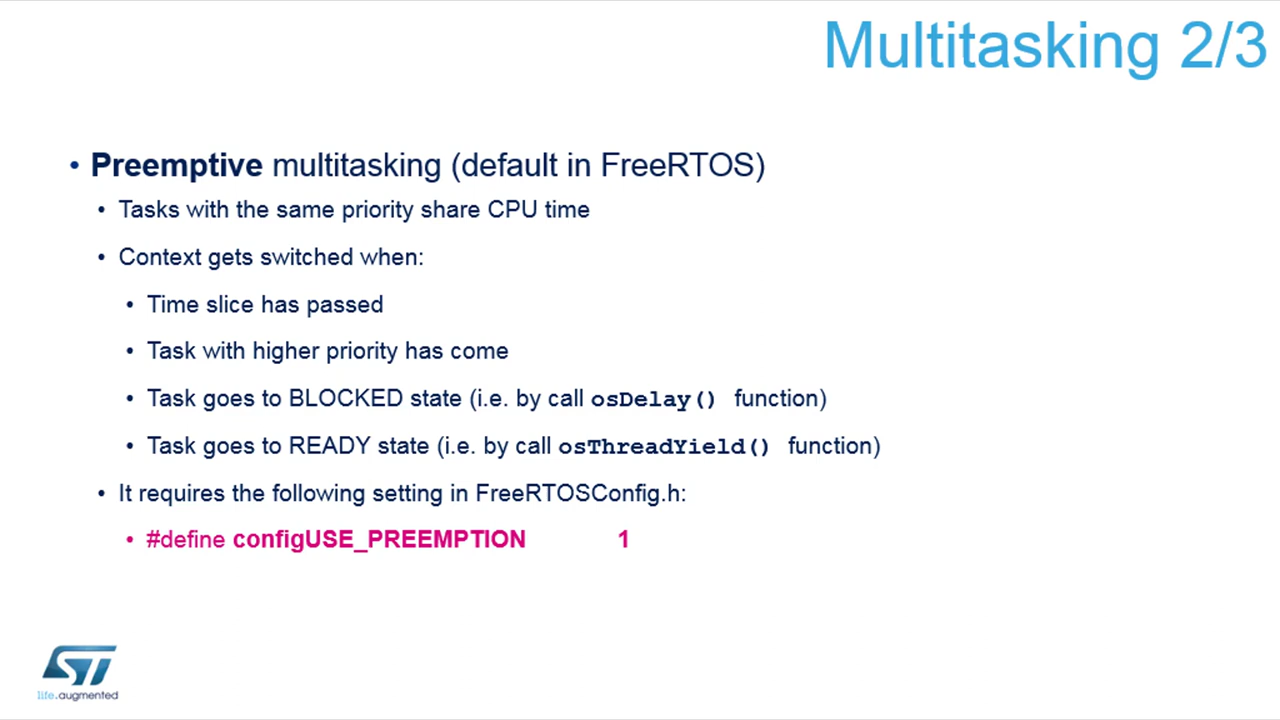 Multitasking 2/3
• Preemptive multitasking (default in FreeRTOS)
• Tasks with the same priority share CPU time
• Context gets switched when:
• Time slice has passed
• Task with higher priority has come
• Task goes to BLOCKED state (i.e. by call osDelay() function)
• Task goes to READY state (i.e. by call osThreadYield() function)
• It requires the following setting in FreeRTOSConfig.h:
• #define configUSE_PREEMPTION 1
ST
life.augmented